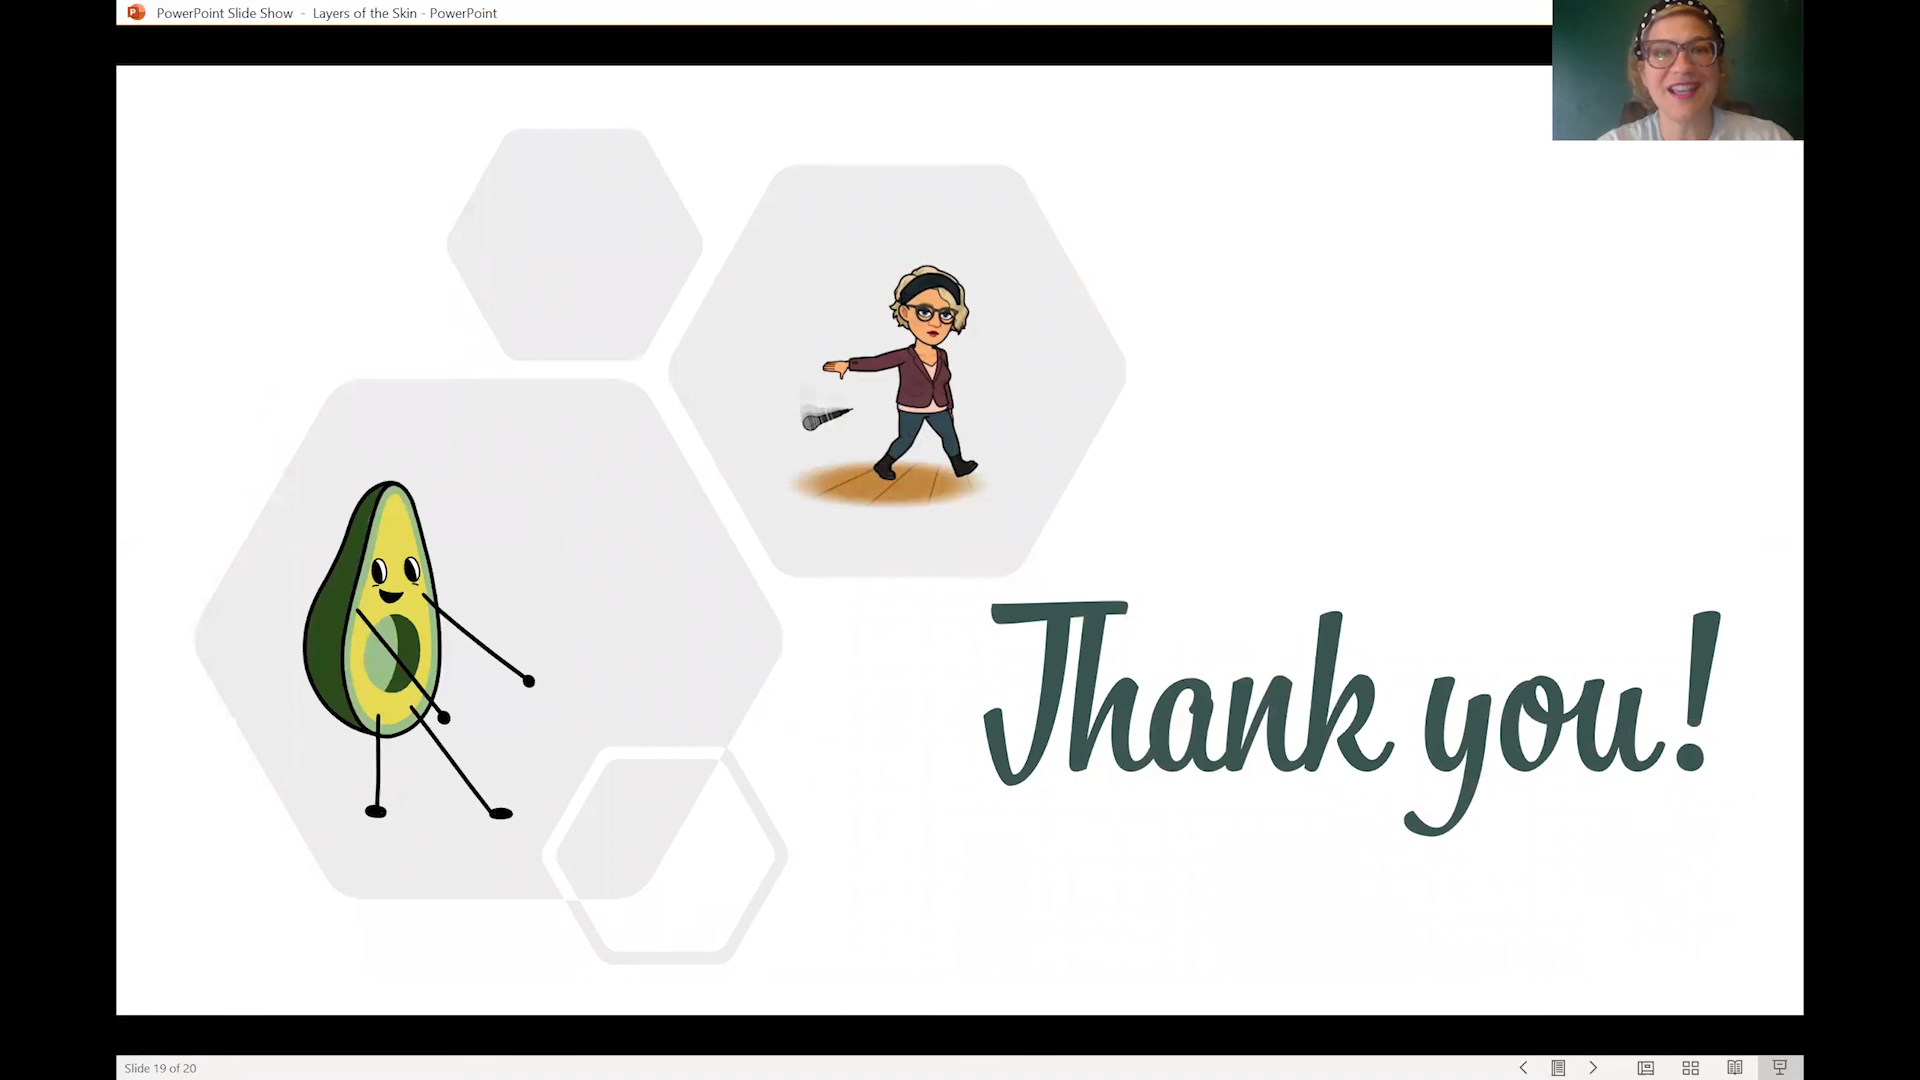 PowerPoint Slide Show - Layers of the Skin - PowerPoint
Thank you!
Slide 19 of 20